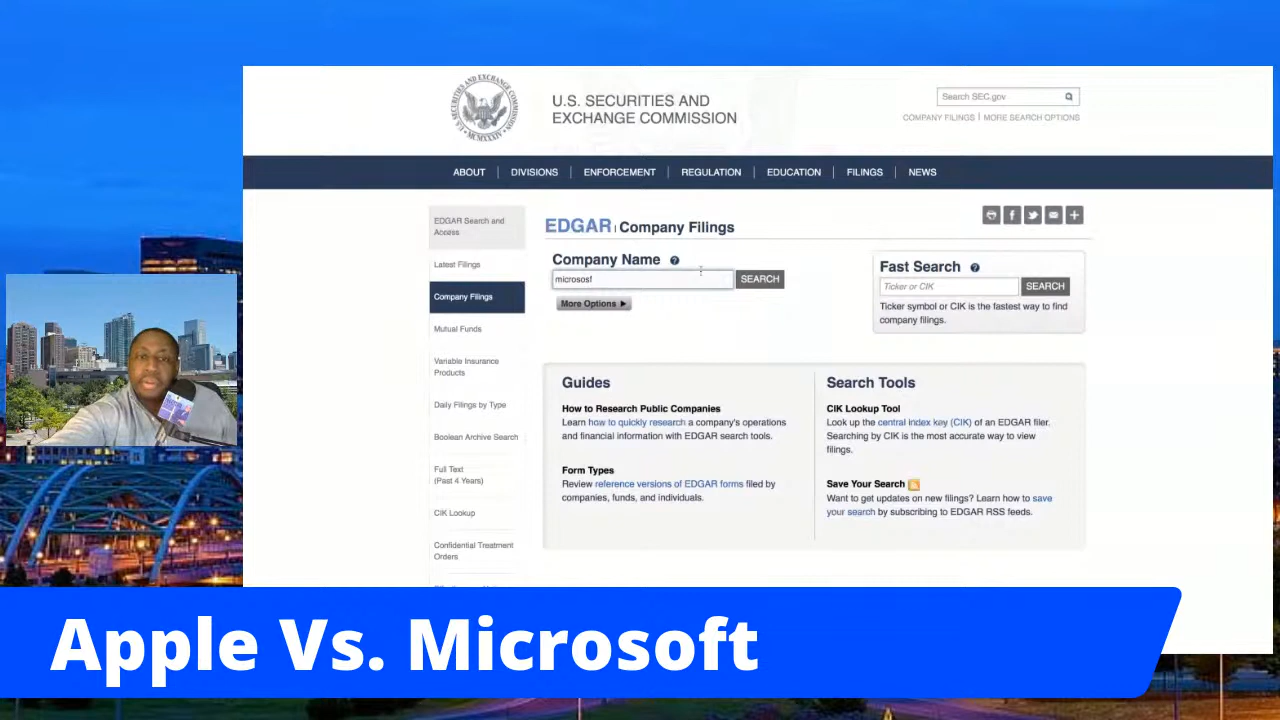 SECURITIES AND EXCHANGE COMMISSION
MCMXXXIV
U.S. SECURITIES AND
EXCHANGE COMMISSION
Search SEC.gov
COMPANY FILINGS | MORE SEARCH OPTIONS
ABOUT | DIVISIONS | ENFORCEMENT | REGULATION | EDUCATION | FILINGS | NEWS
EDGAR Search and
Access
Latest Filings
Company Filings
Mutual Funds
Variable Insurance
Products
Daily Filings by Type
Boolean Archive Search
Full Text
(Past 4 Years)
CIK Lookup
Confidential Treatment
Orders
EDGAR | Company Filings
Company Name ?
micrososf
SEARCH
More Options
Fast Search ?
Ticker or CIK
SEARCH
Ticker symbol or CIK is the fastest way to find
company filings.
Guides
How to Research Public Companies
Learn how to quickly research a company's operations
and financial information with EDGAR search tools.
Form Types
Review reference versions of EDGAR forms filed by
companies, funds, and individuals.
Search Tools
CIK Lookup Tool
Look up the central index key (CIK) of an EDGAR filer.
Searching by CIK is the most accurate way to view
filings.
Save Your Search
Want to get updates on new filings? Learn how to save
your search by subscribing to EDGAR RSS feeds.
Apple Vs. Microsoft